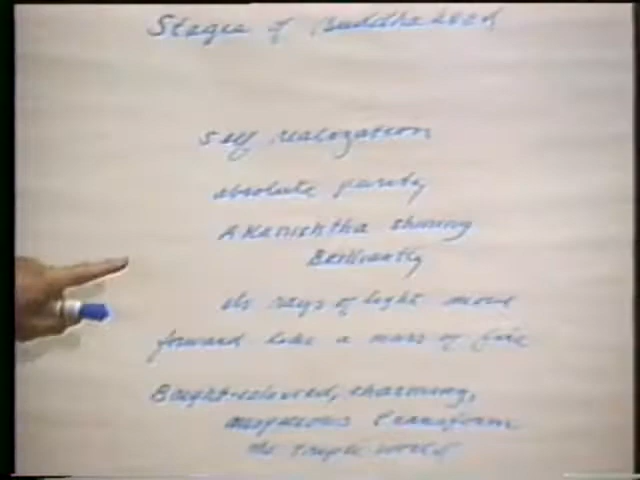 Stages of Buddhahood
Self realization
absolute purity
Akanishtha shining
Brilliantly
the rays of light move
forward like a mass of fire
Bright-colored, charming,
auspicious transform
the triple world